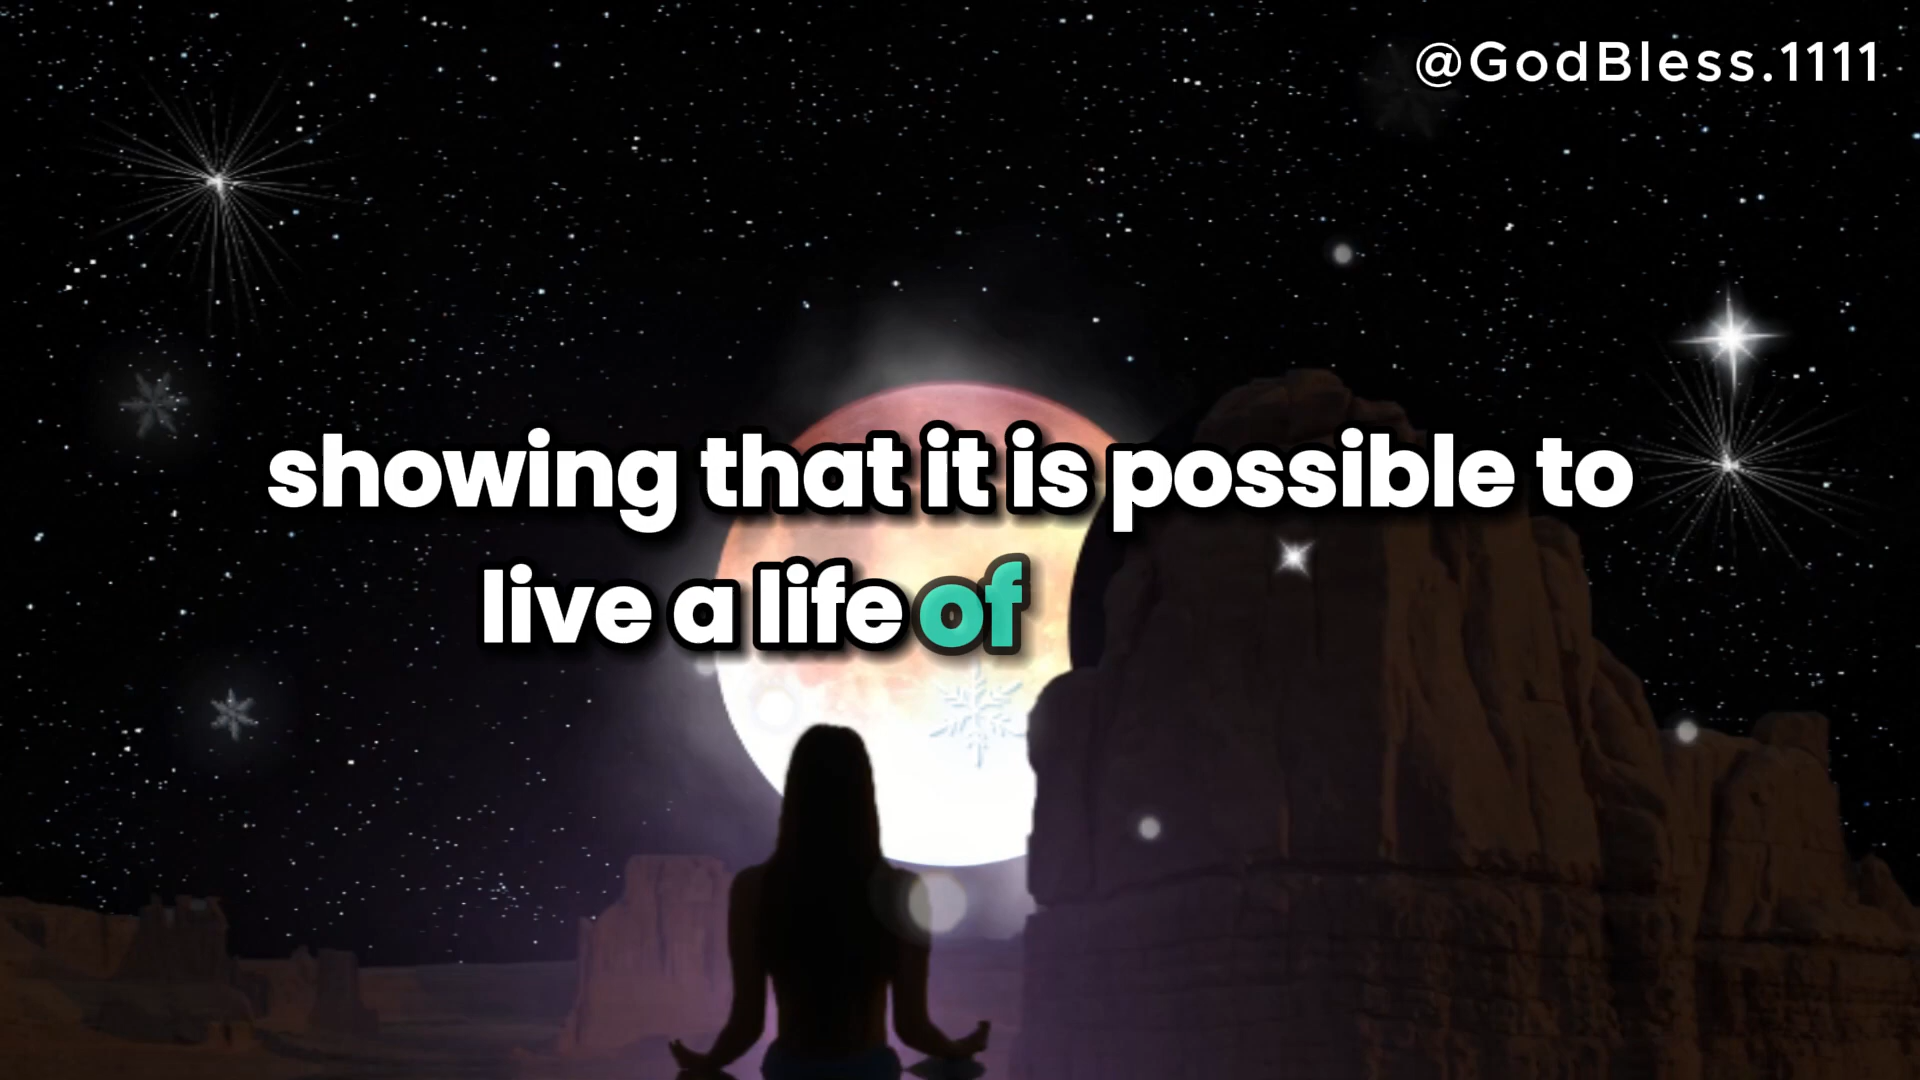 @GodBless.1111
showing that it is possible to
live a life of